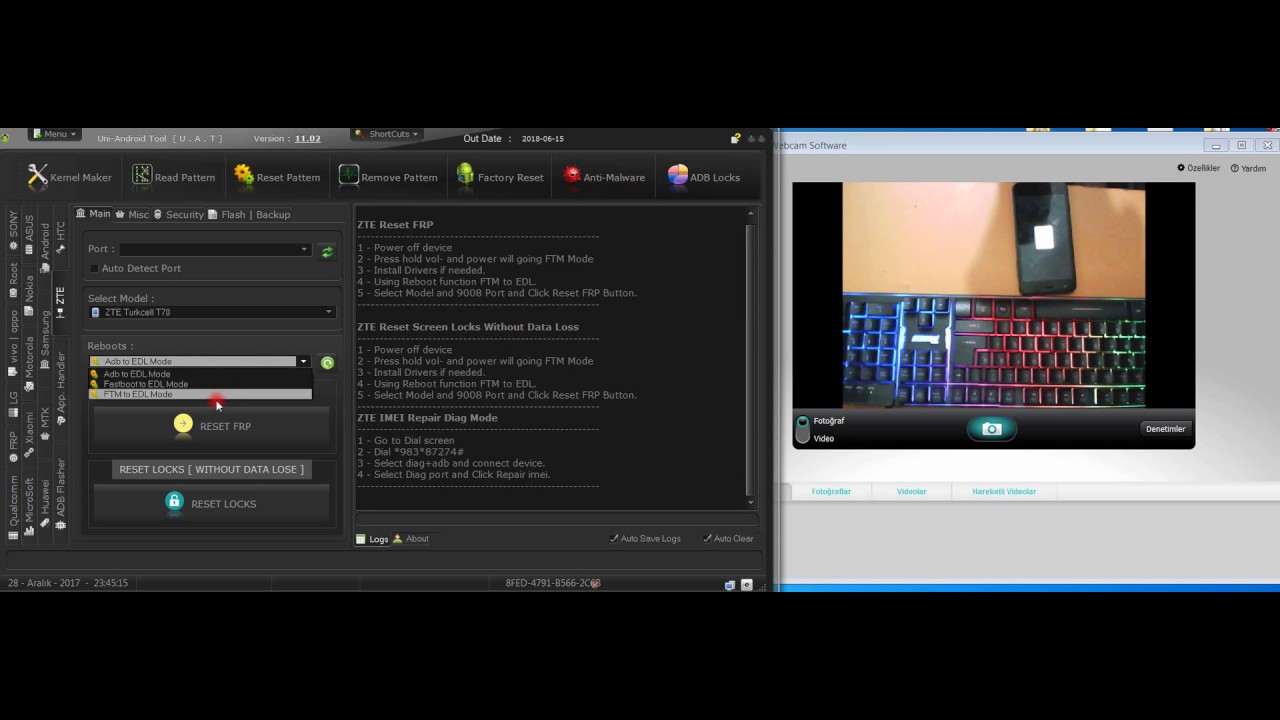 Menu
Uni-Android Tool [ U . A . T ]
Version : 11.02
ShortCuts
Out Date : 2018-06-15
Kernel Maker
Read Pattern
Reset Pattern
Remove Pattern
Factory Reset
Anti-Malware
ADB Locks
SONY
Root
vivo | oppo
LG
FRP
Qualcomm
ASUS
Nokia
Motorola
Xiaomi
MicroSoft
Android
Samsung
MTK
Huawei
HTC
ZTE
App. Handler
ADB Flasher
Main
Misc
Security
Flash | Backup
Port :
Auto Detect Port
Select Model :
ZTE Turkcell T70
Reboots :
Adb to EDL Mode
Adb to EDL Mode
Fastboot to EDL Mode
FTM to EDL Mode
RESET FRP
RESET LOCKS [ WITHOUT DATA LOSE ]
RESET LOCKS
ZTE Reset FRP
1 - Power off device
2 - Press hold vol- and power will going FTM Mode
3 - Install Drivers if needed.
4 - Using Reboot function FTM to EDL.
5 - Select Model and 9008 Port and Click Reset FRP Button.
ZTE Reset Screen Locks Without Data Loss
1 - Power off device
2 - Press hold vol- and power will going FTM Mode
3 - Install Drivers if needed.
4 - Using Reboot function FTM to EDL.
5 - Select Model and 9008 Port and Click Reset FRP Button.
ZTE IMEI Repair Diag Mode
1 - Go to Dial screen
2 - Dial *983*87274#
3 - Select diag+adb and connect device.
4 - Select Diag port and Click Repair imei.
Logs
About
Auto Save Logs
Auto Clear
28 - Aralık - 2017 - 23:45:15
Webcam Software
Özellikler
Yardım
Fotoğraf
Video
Denetimler
Fotoğraflar
Videolar
Hareketli Videolar